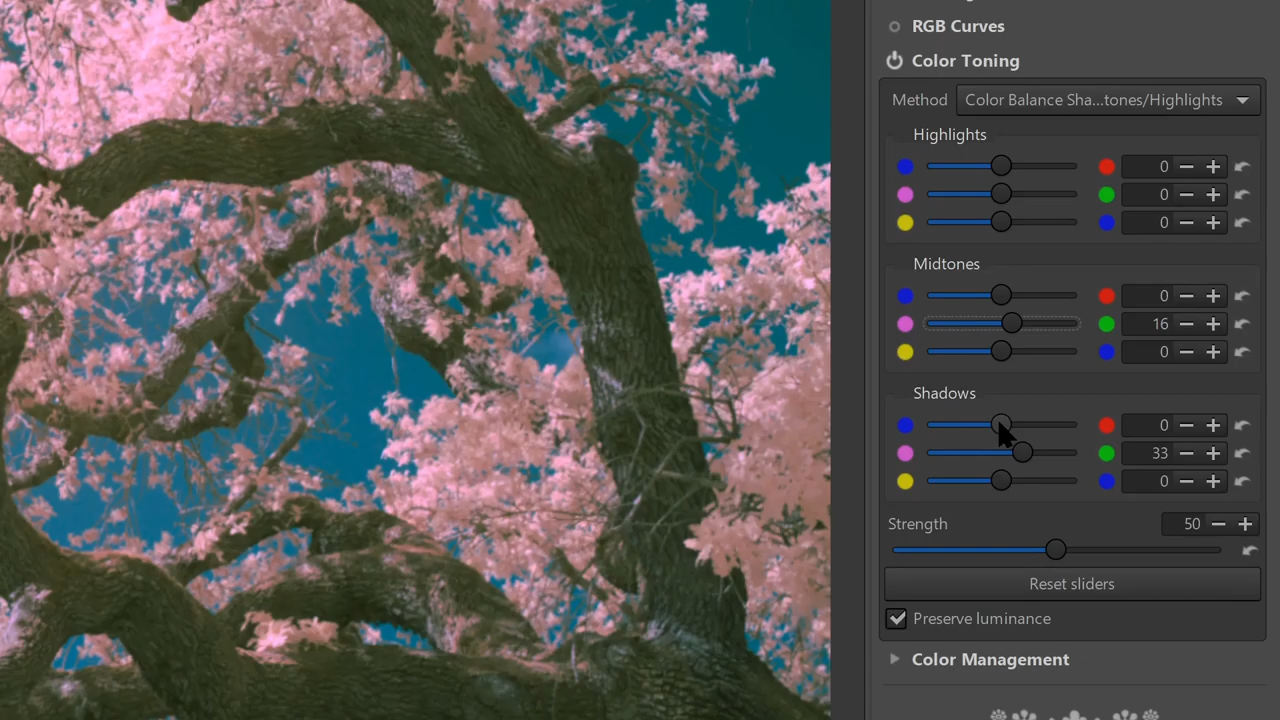 RGB Curves
Color Toning
Method Color Balance Sha...tones/Highlights
Highlights
0
0
0
Midtones
0
16
0
Shadows
0
33
0
Strength 50
Reset sliders
Preserve luminance
Color Management